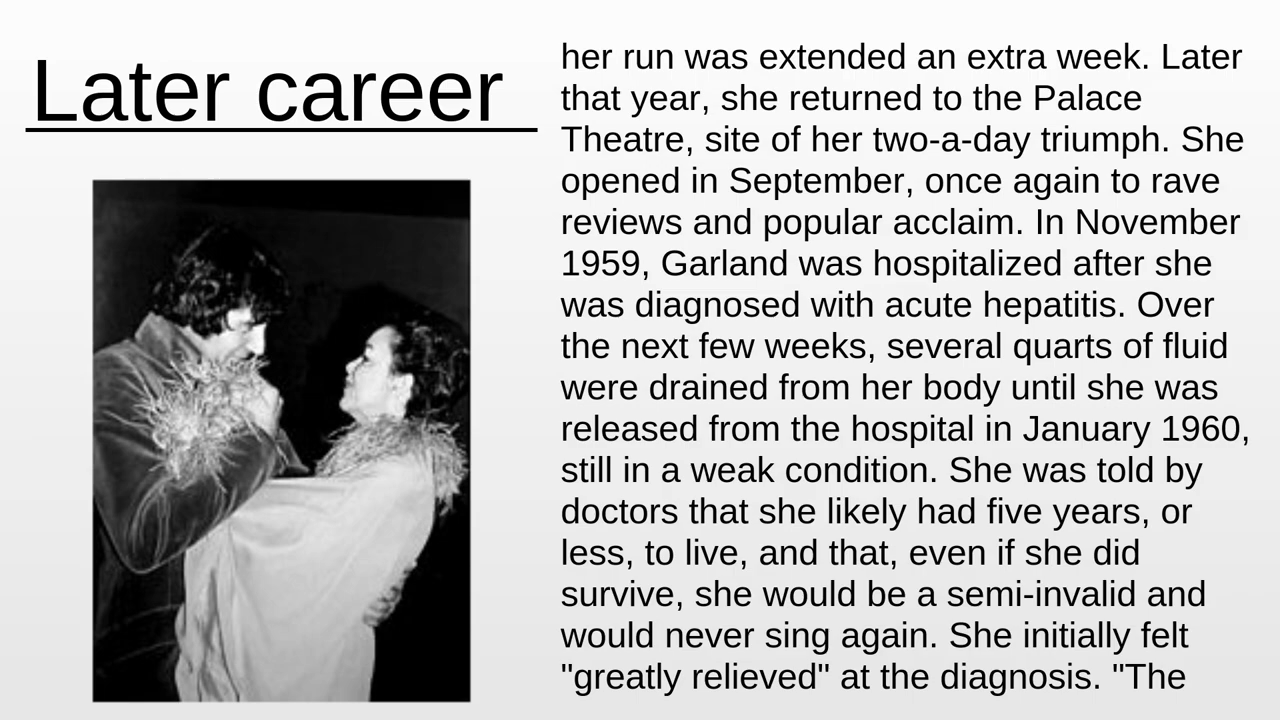 Later career
her run was extended an extra week. Later
that year, she returned to the Palace
Theatre, site of her two-a-day triumph. She
opened in September, once again to rave
reviews and popular acclaim. In November
1959, Garland was hospitalized after she
was diagnosed with acute hepatitis. Over
the next few weeks, several quarts of fluid
were drained from her body until she was
released from the hospital in January 1960,
still in a weak condition. She was told by
doctors that she likely had five years, or
less, to live, and that, even if she did
survive, she would be a semi-invalid and
would never sing again. She initially felt
"greatly relieved" at the diagnosis. "The